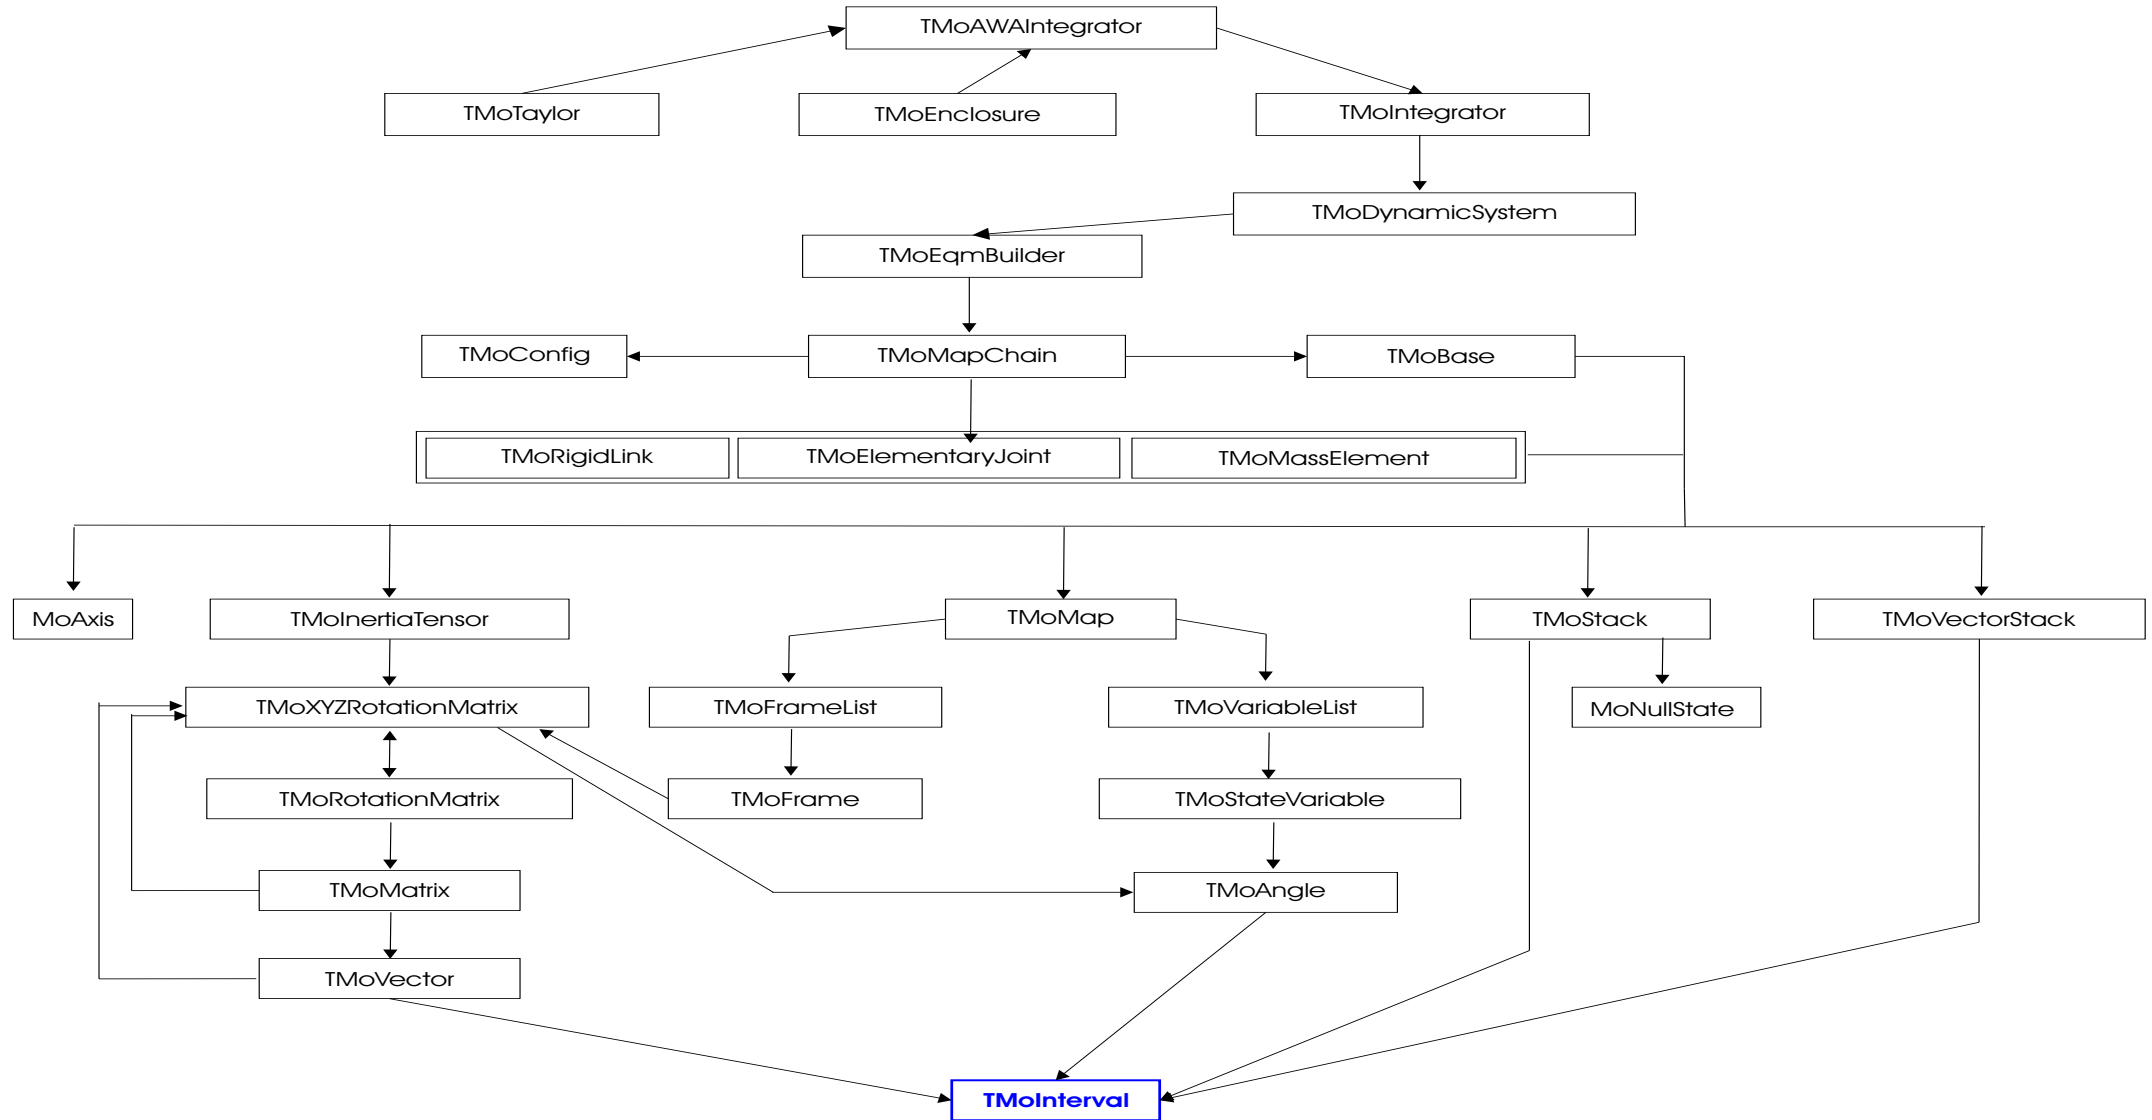 TMoAWAIntegrator
TMoTaylor
TMoEnclosure
TMoIntegrator
TMoDynamicSystem
TMoEqmBuilder
TMoConfig
TMoMapChain
TMoBase
TMoRigidLink
TMoElementaryJoint
TMoMassElement
MoAxis
TMoInertiaTensor
TMoMap
TMoStack
TMoVectorStack
TMoXYZRotationMatrix
TMoFrameList
TMoVariableList
MoNullState
TMoRotationMatrix
TMoFrame
TMoStateVariable
TMoMatrix
TMoAngle
TMoVector
TMoInterval